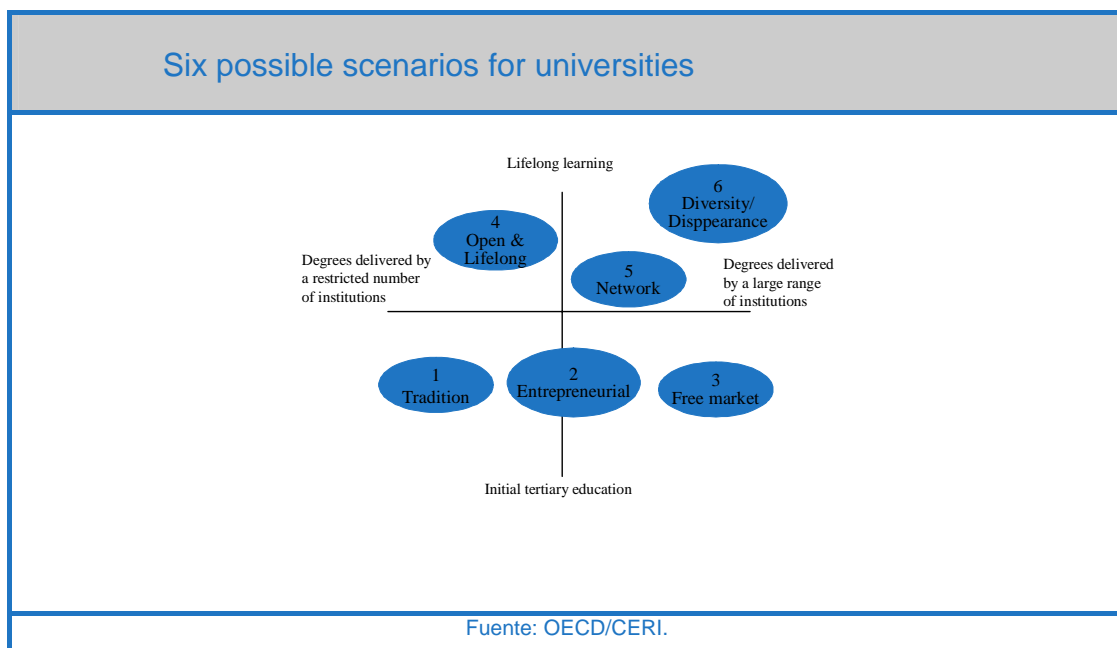 Six possible scenarios for universities
Lifelong learning
6
Diversity/
Disppearance
4
Open &
Lifelong
Degrees delivered by
a restricted number
of institutions
5
Network
Degrees delivered
by a large range
of institutions
1
Tradition
2
Entrepreneurial
3
Free market
Initial tertiary education
Fuente: OECD/CERI.